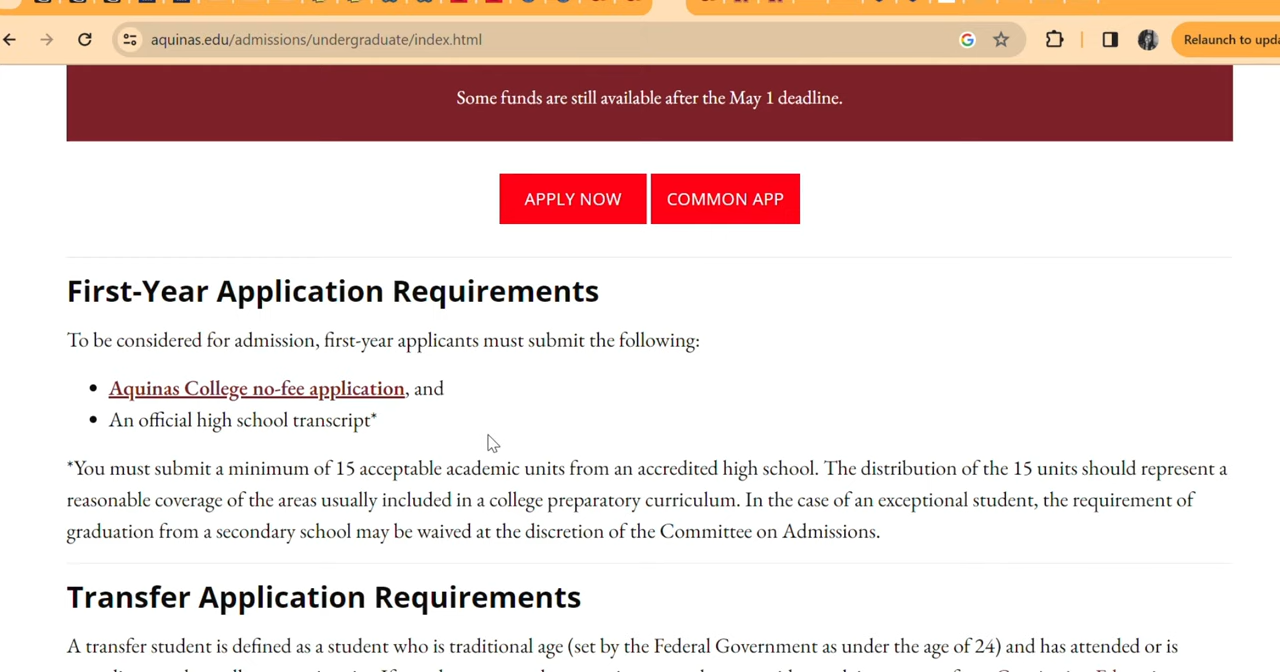 aquinas.edu/admissions/undergraduate/index.html
Relaunch to upda
Some funds are still available after the May 1 deadline.
APPLY NOW
COMMON APP
First-Year Application Requirements
To be considered for admission, first-year applicants must submit the following:
Aquinas College no-fee application, and
An official high school transcript*
*You must submit a minimum of 15 acceptable academic units from an accredited high school. The distribution of the 15 units should represent a
reasonable coverage of the areas usually included in a college preparatory curriculum. In the case of an exceptional student, the requirement of
graduation from a secondary school may be waived at the discretion of the Committee on Admissions.
Transfer Application Requirements
A transfer student is defined as a student who is traditional age (set by the Federal Government as under the age of 24) and has attended or is